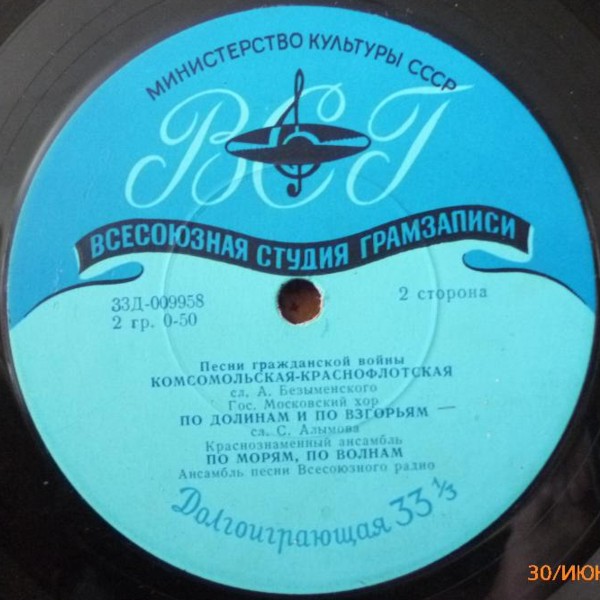 МИНИСТЕРСТВО КУЛЬТУРЫ СССР
ВСГ
ВСЕСОЮЗНАЯ СТУДИЯ ГРАМЗАПИСИ
33Д-009958
2 гр. 0-50
2 сторона
Песни гражданской войны
КОМСОМОЛЬСКАЯ-КРАСНОФЛОТСКАЯ
сл. А. Безыменского
Гос. Московский хор
ПО ДОЛИНАМ И ПО ВЗГОРЬЯМ —
сл. С. Алымова
Краснознаменный ансамбль
ПО МОРЯМ, ПО ВОЛНАМ
Ансамбль песни Всесоюзного радио
Долгоиграющая 33 1/3
30/ИЮН